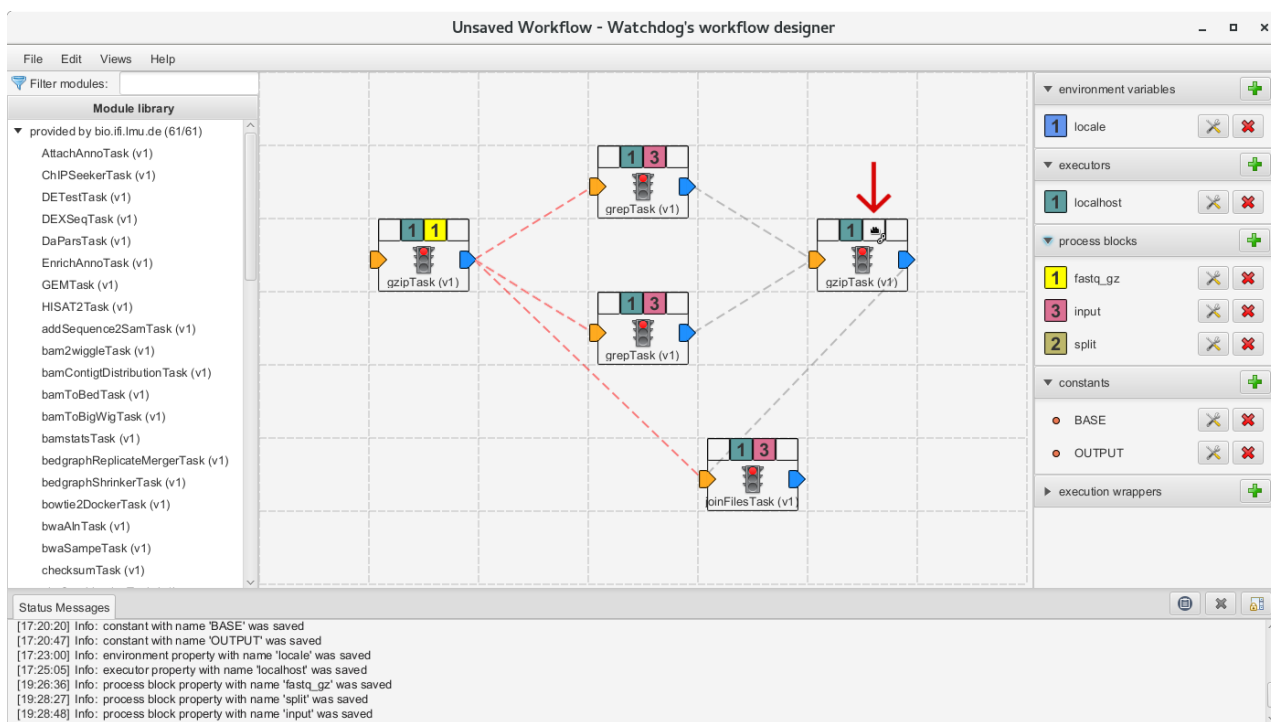 Unsaved Workflow - Watchdog's workflow designer
File Edit Views Help
Filter modules:
Module library
provided by bio.ifi.lmu.de (61/61)
AttachAnnoTask (v1)
ChIPSeekerTask (v1)
DETestTask (v1)
DEXSeqTask (v1)
DaParsTask (v1)
EnrichAnnoTask (v1)
GEMTask (v1)
HISAT2Task (v1)
addSequence2SamTask (v1)
bam2wiggleTask (v1)
bamContigtDistributionTask (v1)
bamToBedTask (v1)
bamToBigWigTask (v1)
bamstatsTask (v1)
bedgraphReplicateMergerTask (v1)
bedgraphShrinkerTask (v1)
bowtie2DockerTask (v1)
bwaAlnTask (v1)
bwaSampeTask (v1)
checksumTask (v1)
1 1
gzipTask (v1)
1 3
grepTask (v1)
1 3
grepTask (v1)
1
gzipTask (v1)
1 3
joinFilesTask (v1)
environment variables
1 locale
executors
1 localhost
process blocks
1 fastq_gz
3 input
2 split
constants
BASE
OUTPUT
execution wrappers
Status Messages
[17:20:20] Info: constant with name 'BASE' was saved
[17:20:47] Info: constant with name 'OUTPUT' was saved
[17:23:00] Info: environment property with name 'locale' was saved
[17:25:05] Info: executor property with name 'localhost' was saved
[19:26:36] Info: process block property with name 'fastq_gz' was saved
[19:28:27] Info: process block property with name 'split' was saved
[19:28:48] Info: process block property with name 'input' was saved